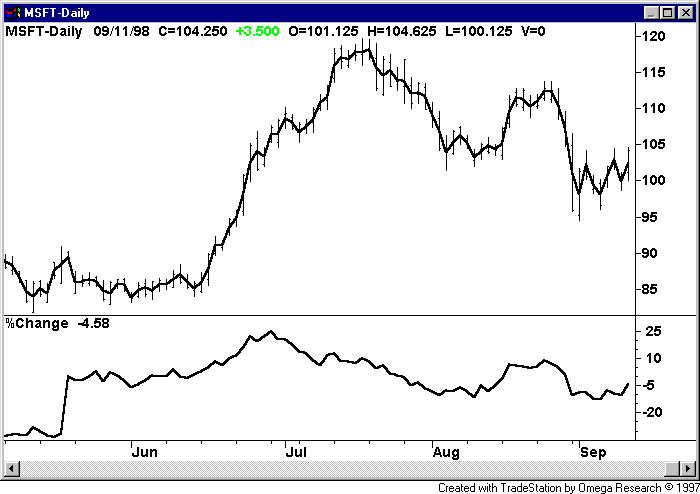 MSFT-Daily
MSFT-Daily 09/11/98 C=104.250 +3.500 O=101.125 H=104.625 L=100.125 V=0
120
115
110
105
100
95
90
85
%Change -4.58
25
10
-5
-20
Jun Jul Aug Sep
Created with TradeStation by Omega Research © 1997